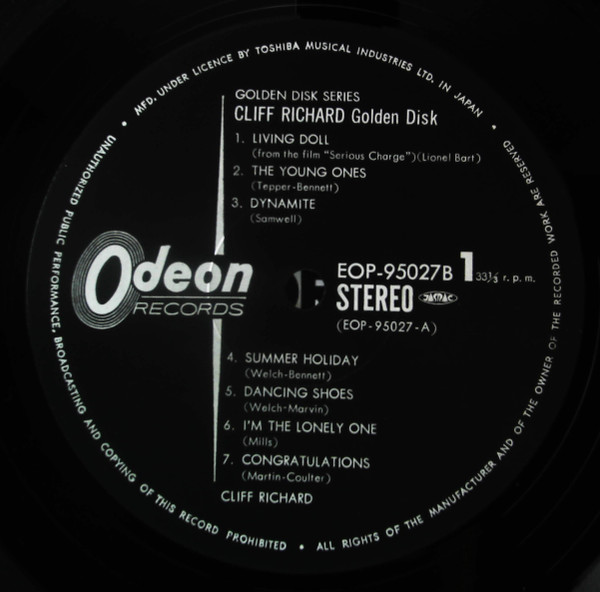 MFD. UNDER LICENCE BY TOSHIBA MUSICAL INDUSTRIES LTD. IN JAPAN •
GOLDEN DISK SERIES
CLIFF RICHARD Golden Disk
1. LIVING DOLL
(from the film "Serious Charge")(Lionel Bart)
2. THE YOUNG ONES
(Tepper-Bennett)
3. DYNAMITE
(Samwell)
Odeon
RECORDS
EOP-95027B 1 33⅓ r. p. m.
STEREO JASRAC
(EOP-95027-A)
4. SUMMER HOLIDAY
(Welch-Bennett)
5. DANCING SHOES
(Welch-Marvin)
6. I'M THE LONELY ONE
(Mills)
7. CONGRATULATIONS
(Martin-Coulter)
CLIFF RICHARD
UNAUTHORIZED PUBLIC PERFORMANCE, BROADCASTING AND COPYING OF THIS RECORD PROHIBITED • ALL RIGHTS OF THE MANUFACTURER AND OF THE OWNER OF THE RECORDED WORK ARE RESERVED •